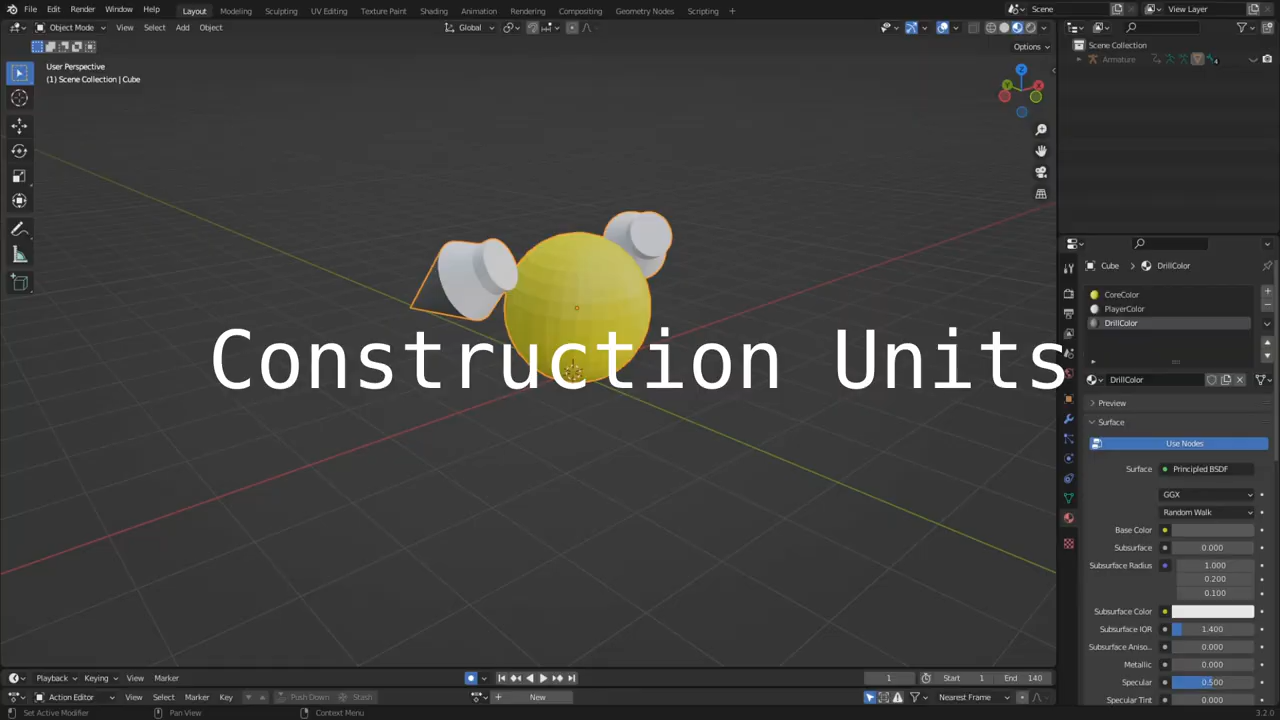 File Edit Render Window Help Layout Modeling Sculpting UV Editing Texture Paint Shading Animation Rendering Compositing Geometry Nodes Scripting + Scene View Layer
Object Mode View Select Add Object Global
Options
User Perspective
(1) Scene Collection | Cube
Z
Y
X
Scene Collection
Armature
4
Cube > DrillColor
CoreColor
PlayerColor
DrillColor
Construction Units
DrillColor
Preview
Surface
Use Nodes
Surface Principled BSDF
GGX
Random Walk
Base Color
Subsurface 0.000
Subsurface Radius 1.000
0.200
0.100
Subsurface Color
Subsurface IOR 1.400
Subsurface Aniso... 0.000
Metallic 0.000
Specular 0.500
Specular Tint 0.000
Playback Keying View Marker 1 Start 1 End 140
Action Editor View Select Marker Key Push Down Stash + New Nearest Frame
Set Active Modifier Pan View Context Menu 3.2.0